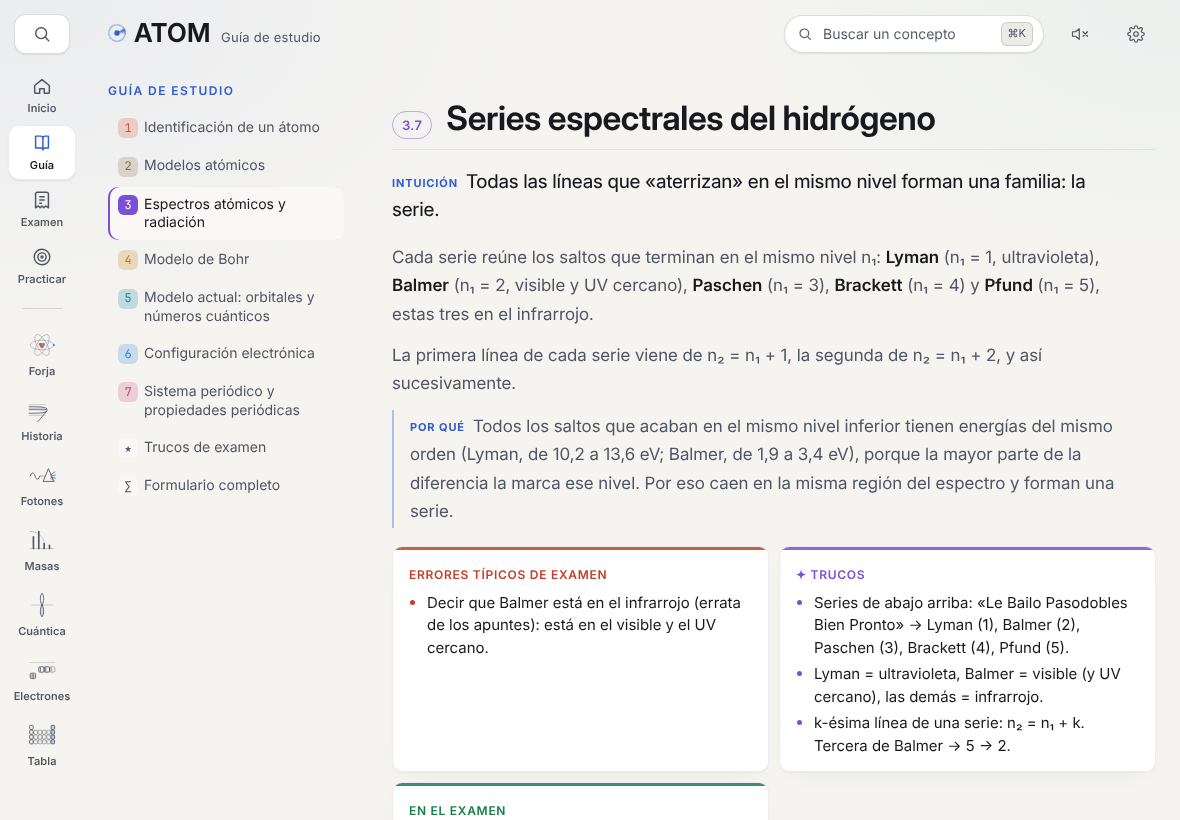 ATOM Guía de estudio
Buscar un concepto ⌘K
Inicio
Guía
Examen
Practicar
Forja
Historia
Fotones
Masas
Cuántica
Electrones
Tabla
GUÍA DE ESTUDIO
1 Identificación de un átomo
2 Modelos atómicos
3 Espectros atómicos y
radiación
4 Modelo de Bohr
5 Modelo actual: orbitales y
números cuánticos
6 Configuración electrónica
7 Sistema periódico y
propiedades periódicas
★ Trucos de examen
∑ Formulario completo
3.7 Series espectrales del hidrógeno
INTUICIÓN Todas las líneas que «aterrizan» en el mismo nivel forman una familia: la
serie.
Cada serie reúne los saltos que terminan en el mismo nivel n₁: Lyman (n₁ = 1, ultravioleta),
Balmer (n₁ = 2, visible y UV cercano), Paschen (n₁ = 3), Brackett (n₁ = 4) y Pfund (n₁ = 5),
estas tres en el infrarrojo.
La primera línea de cada serie viene de n₂ = n₁ + 1, la segunda de n₂ = n₁ + 2, y así
sucesivamente.
POR QUÉ Todos los saltos que acaban en el mismo nivel inferior tienen energías del mismo
orden (Lyman, de 10,2 a 13,6 eV; Balmer, de 1,9 a 3,4 eV), porque la mayor parte de la
diferencia la marca ese nivel. Por eso caen en la misma región del espectro y forman una
serie.
ERRORES TÍPICOS DE EXAMEN
• Decir que Balmer está en el infrarrojo (errata
de los apuntes): está en el visible y el UV
cercano.
✦ TRUCOS
• Series de abajo arriba: «Le Bailo Pasodobles
Bien Pronto» → Lyman (1), Balmer (2),
Paschen (3), Brackett (4), Pfund (5).
• Lyman = ultravioleta, Balmer = visible (y UV
cercano), las demás = infrarrojo.
• k-ésima línea de una serie: n₂ = n₁ + k.
Tercera de Balmer → 5 → 2.
EN EL EXAMEN